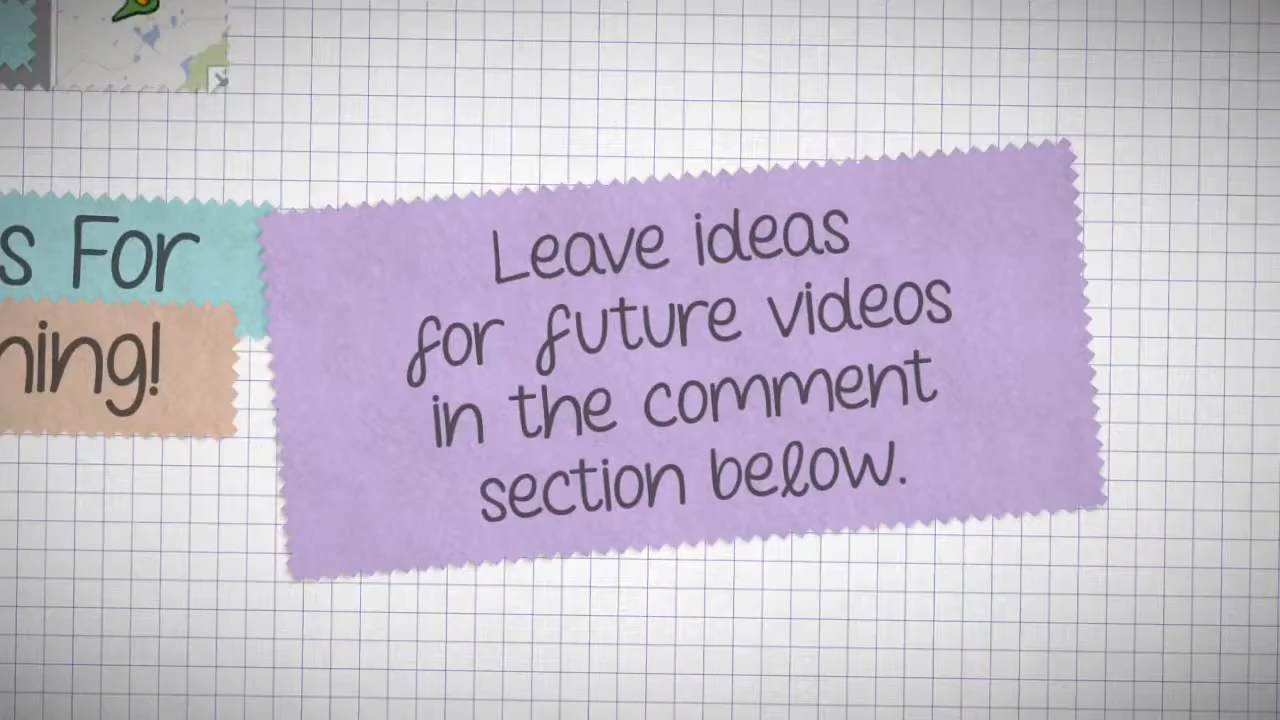 s For
ning!
Leave ideas
for future videos
in the comment
section below.